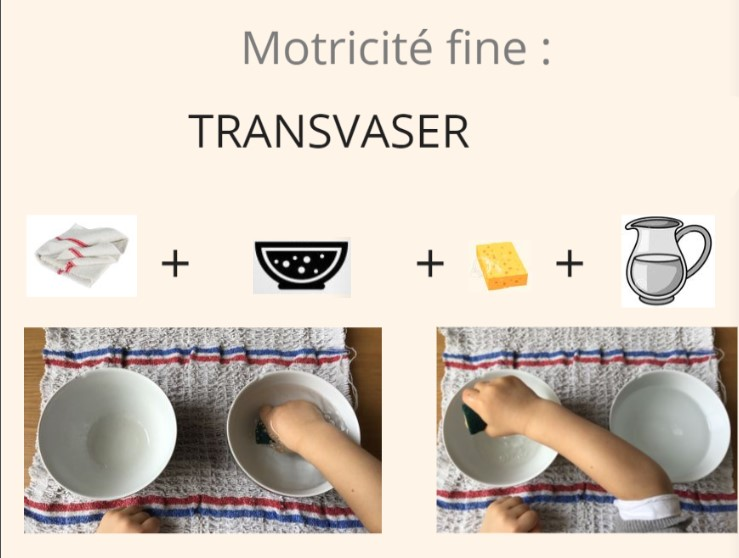 Motricité fine :
TRANSVASER
+ + +